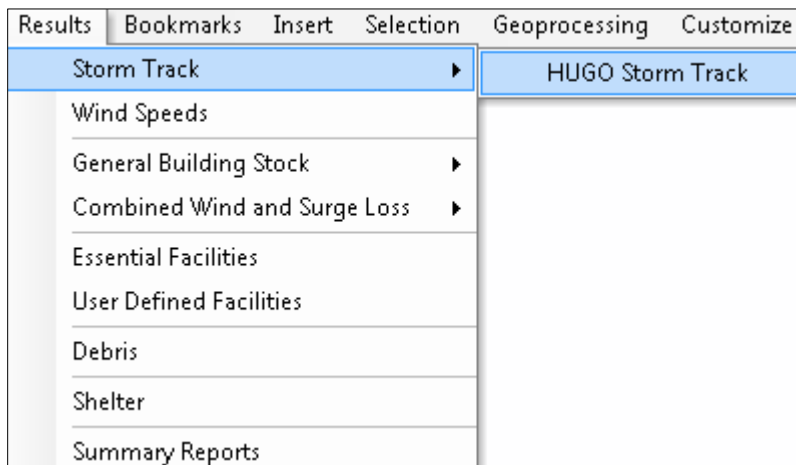 Results Bookmarks Insert Selection Geoprocessing Customize
Storm Track HUGO Storm Track
Wind Speeds
General Building Stock
Combined Wind and Surge Loss
Essential Facilities
User Defined Facilities
Debris
Shelter
Summary Reports